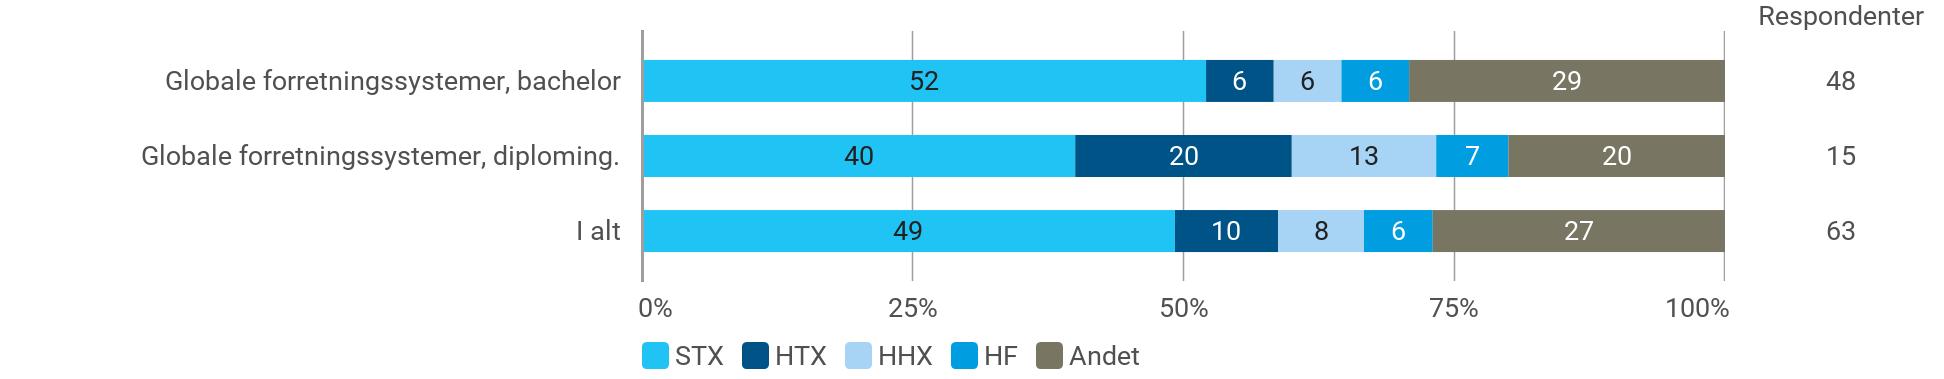 Respondenter
Globale forretningssystemer, bachelor 52 6 6 6 29 48
Globale forretningssystemer, diploming. 40 20 13 7 20 15
I alt 49 10 8 6 27 63
0% 25% 50% 75% 100%
STX HTX HHX HF Andet